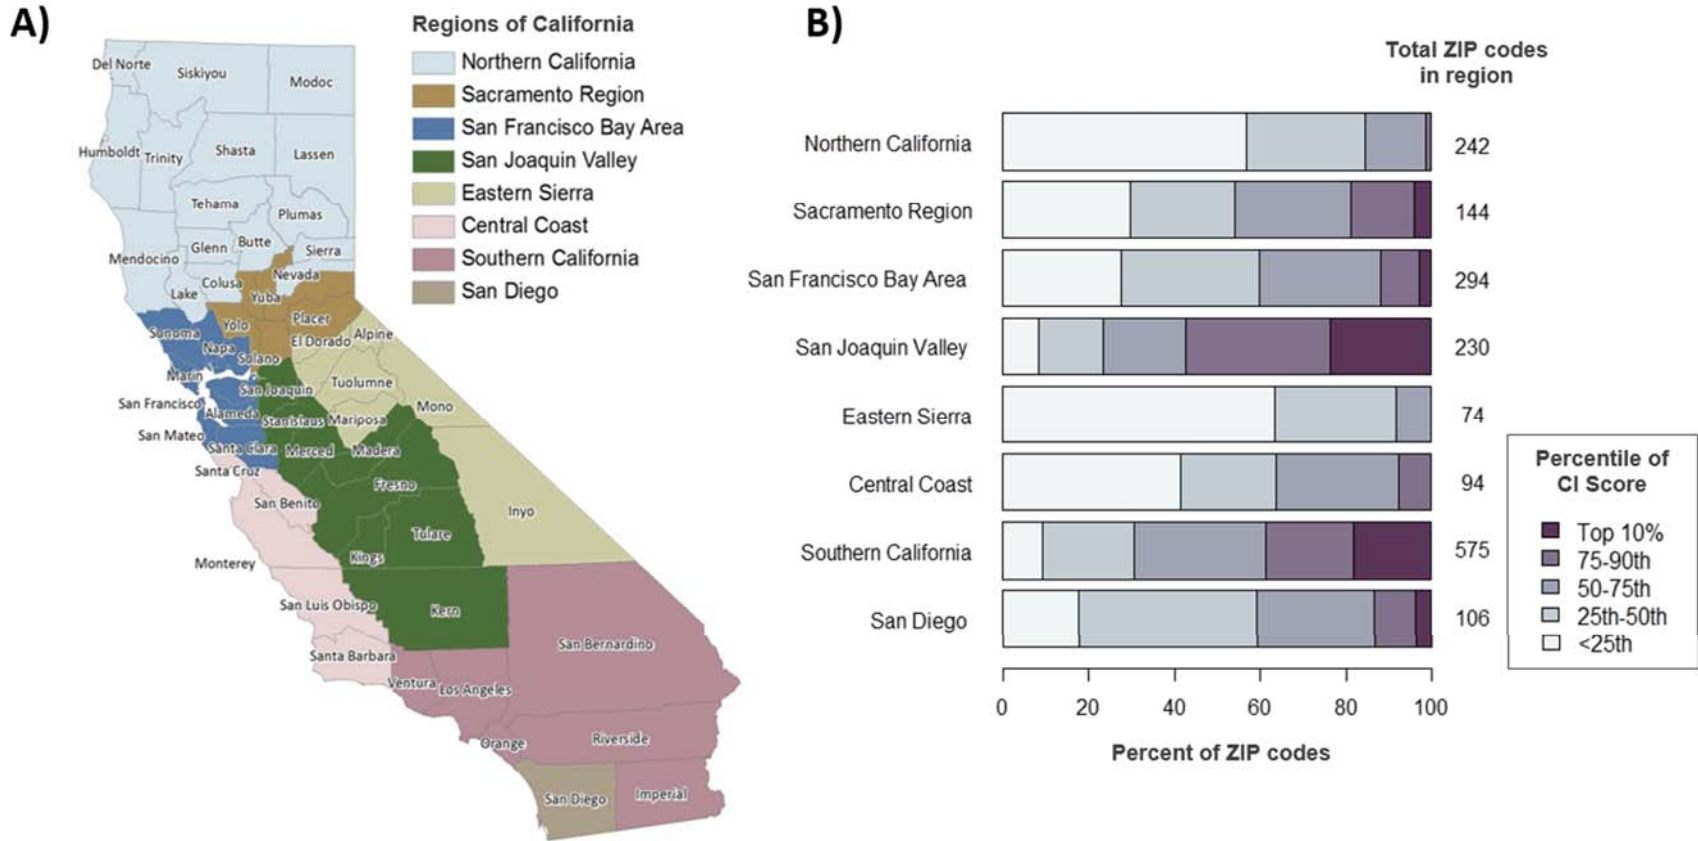 A)
Regions of California
Northern California
Sacramento Region
San Francisco Bay Area
San Joaquin Valley
Eastern Sierra
Central Coast
Southern California
San Diego
Del Norte
Siskiyou
Modoc
Humboldt
Trinity
Shasta
Lassen
Tehama
Plumas
Mendocino
Glenn
Butte
Sierra
Colusa
Nevada
Lake
Yuba
Placer
Yolo
Sonoma
Napa
El Dorado
Alpine
Solano
Marin
San Joaquin
Tuolumne
San Francisco
Alameda
Stanislaus
Mariposa
Mono
San Mateo
Santa Clara
Merced
Madera
Santa Cruz
Fresno
San Benito
Inyo
Tulare
Kings
Monterey
San Luis Obispo
Kern
Santa Barbara
San Bernardino
Ventura
Los Angeles
Orange
Riverside
San Diego
Imperial
B)
Total ZIP codes
in region
Northern California 242
Sacramento Region 144
San Francisco Bay Area 294
San Joaquin Valley 230
Eastern Sierra 74
Central Coast 94
Southern California 575
San Diego 106
0 20 40 60 80 100
Percent of ZIP codes
Percentile of
CI Score
Top 10%
75-90th
50-75th
25th-50th
<25th